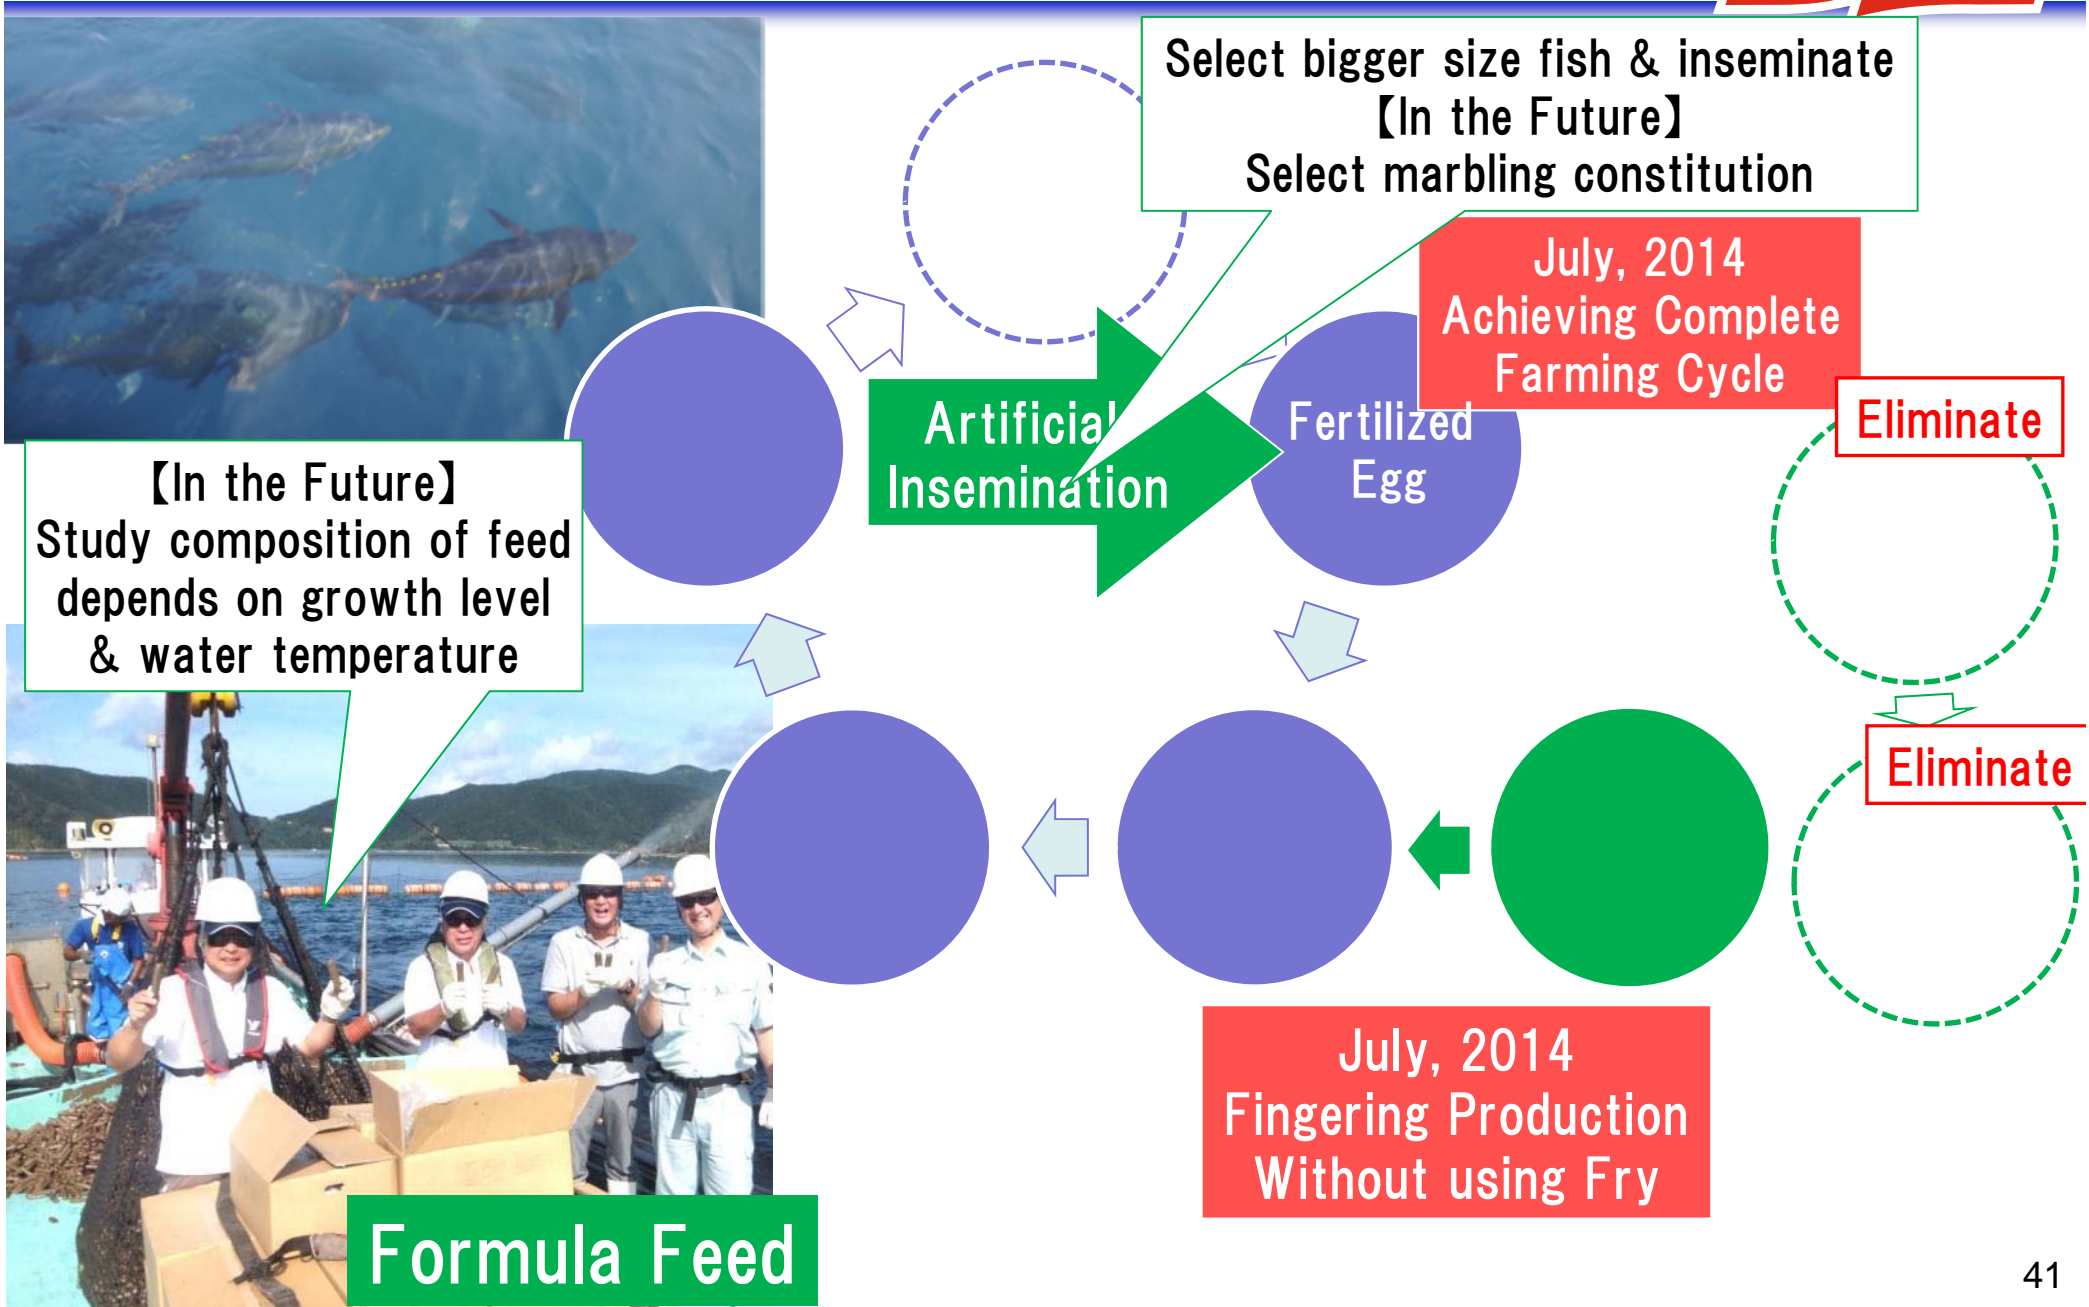 Select bigger size fish & inseminate
【In the Future】
Select marbling constitution
July, 2014
Achieving Complete
Farming Cycle
Eliminate
Artificial
Insemination
Fertilized
Egg
【In the Future】
Study composition of feed
depends on growth level
& water temperature
Eliminate
July, 2014
Fingering Production
Without using Fry
Formula Feed
41